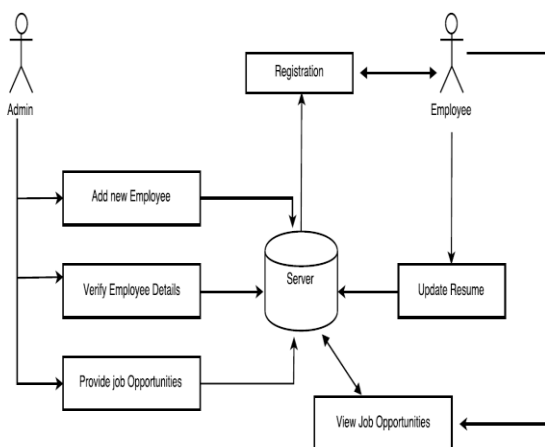 Registration
Admin
Employee
Add new Employee
Server
Verify Employee Details
Update Resume
Provide job Opportunities
View Job Opportunities